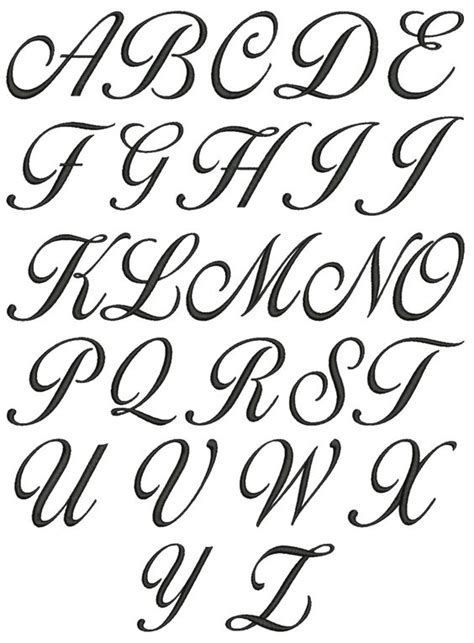 ABCDE
FGHIJ
KLMNO
PQRST
UVWX
YZ